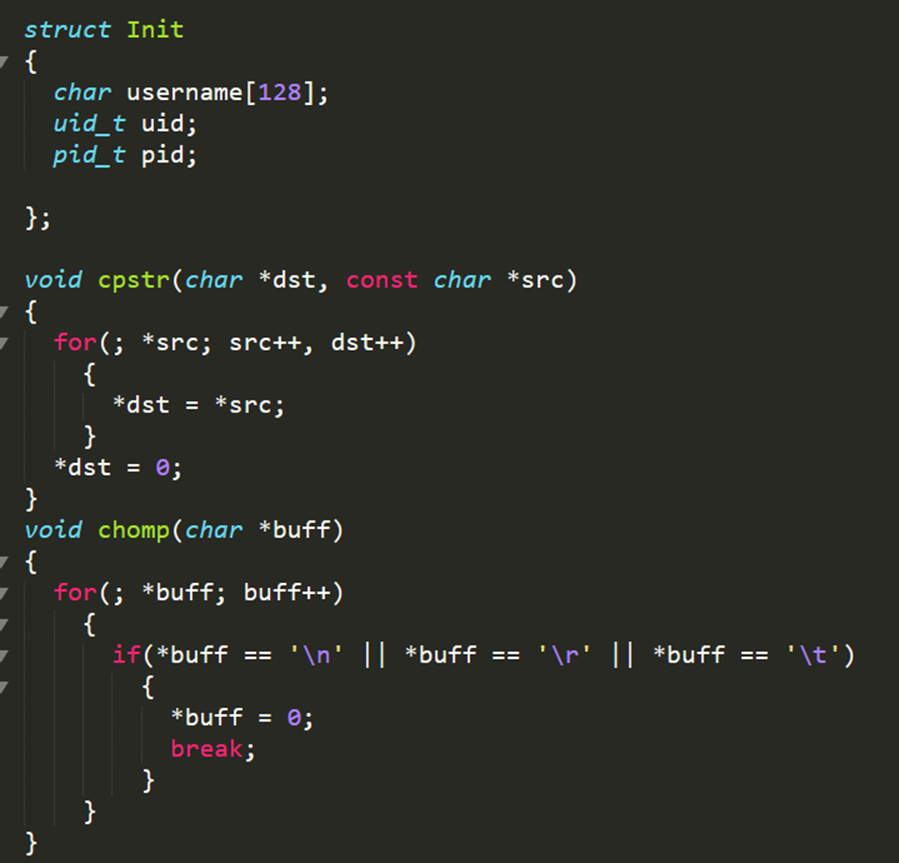 struct Init
{
  char username[128];
  uid_t uid;
  pid_t pid;

};

void cpstr(char *dst, const char *src)
{
  for(; *src; src++, dst++)
    {
      *dst = *src;
    }
  *dst = 0;
}
void chomp(char *buff)
{
  for(; *buff; buff++)
    {
      if(*buff == '\n' || *buff == '\r' || *buff == '\t')
        {
          *buff = 0;
          break;
        }
    }
}